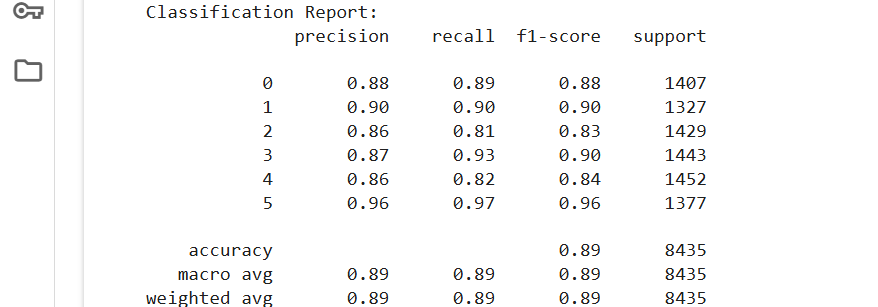 Classification Report:
precision recall f1-score support
0 0.88 0.89 0.88 1407
1 0.90 0.90 0.90 1327
2 0.86 0.81 0.83 1429
3 0.87 0.93 0.90 1443
4 0.86 0.82 0.84 1452
5 0.96 0.97 0.96 1377
accuracy 0.89 8435
macro avg 0.89 0.89 0.89 8435
weighted avg 0.89 0.89 0.89 8435